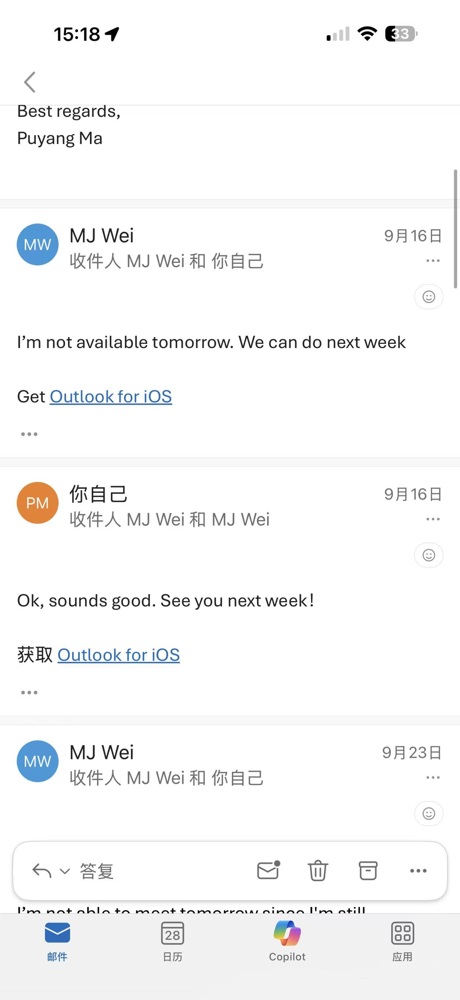 15:18
33
Best regards,
Puyang Ma
MW
MJ Wei
9月16日
收件人 MJ Wei 和 你自己
I’m not available tomorrow. We can do next week
Get Outlook for iOS
PM
你自己
9月16日
收件人 MJ Wei 和 MJ Wei
Ok, sounds good. See you next week!
获取 Outlook for iOS
MW
MJ Wei
9月23日
收件人 MJ Wei 和 你自己
答复
I’m not able to meet tomorrow since I'm still
28
邮件
日历
Copilot
应用